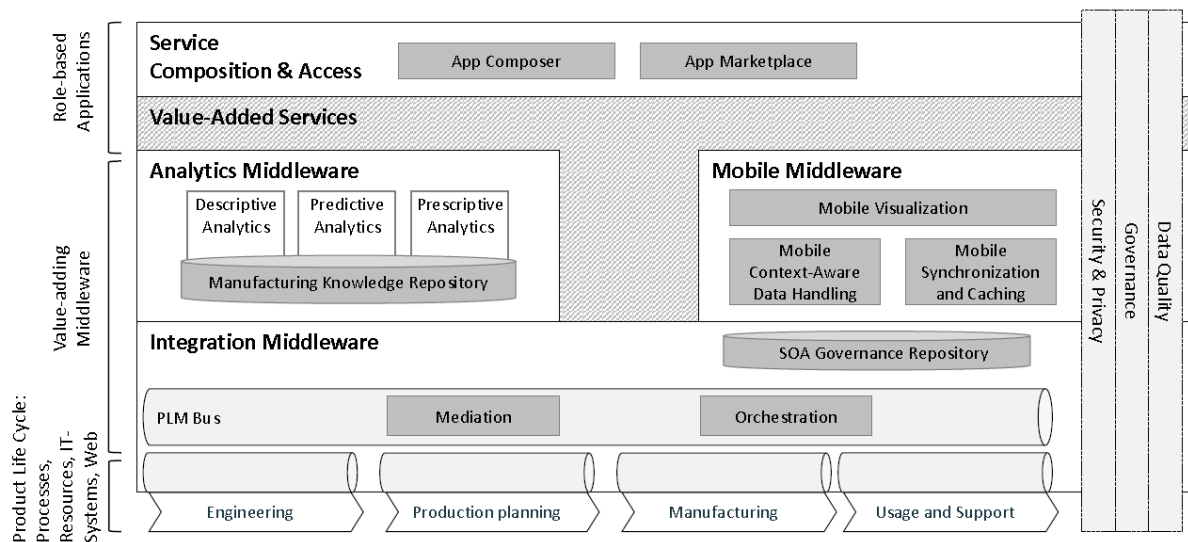 Role-based
Applications
Service
Composition & Access
App Composer
App Marketplace
Value-Added Services
Value-adding
Middleware
Analytics Middleware
Descriptive
Analytics
Predictive
Analytics
Prescriptive
Analytics
Manufacturing Knowledge Repository
Mobile Middleware
Mobile Visualization
Mobile
Context-Aware
Data Handling
Mobile
Synchronization
and Caching
Integration Middleware
SOA Governance Repository
PLM Bus
Mediation
Orchestration
Product Life Cycle:
Processes,
Resources, IT-
Systems, Web
Engineering
Production planning
Manufacturing
Usage and Support
Security & Privacy
Governance
Data Quality